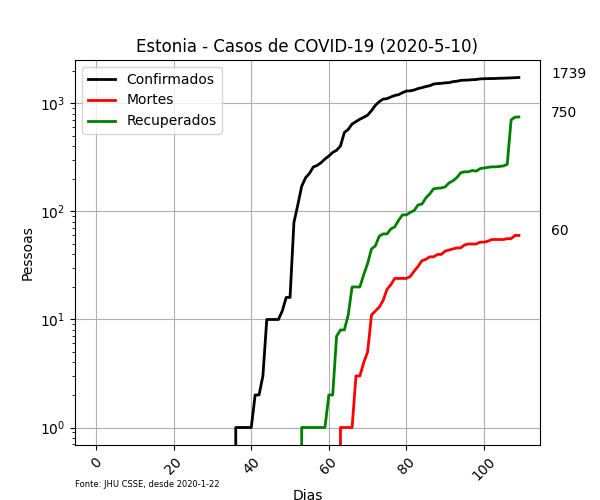 Estonia - Casos de COVID-19 (2020-5-10)
Confirmados
Mortes
Recuperados
1739
750
60
10³
10²
10¹
10⁰
Pessoas
0 20 40 60 80 100
Dias
Fonte: JHU CSSE, desde 2020-1-22